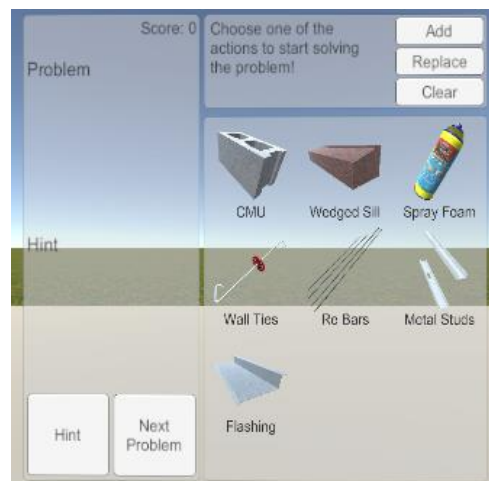 Score: 0
Problem
Hint
Hint
Next
Problem
Choose one of the
actions to start solving
the problem!
Add
Replace
Clear
CMU
Wedged Sill
Spray Foam
Wall Ties
Re Bars
Metal Studs
Flashing